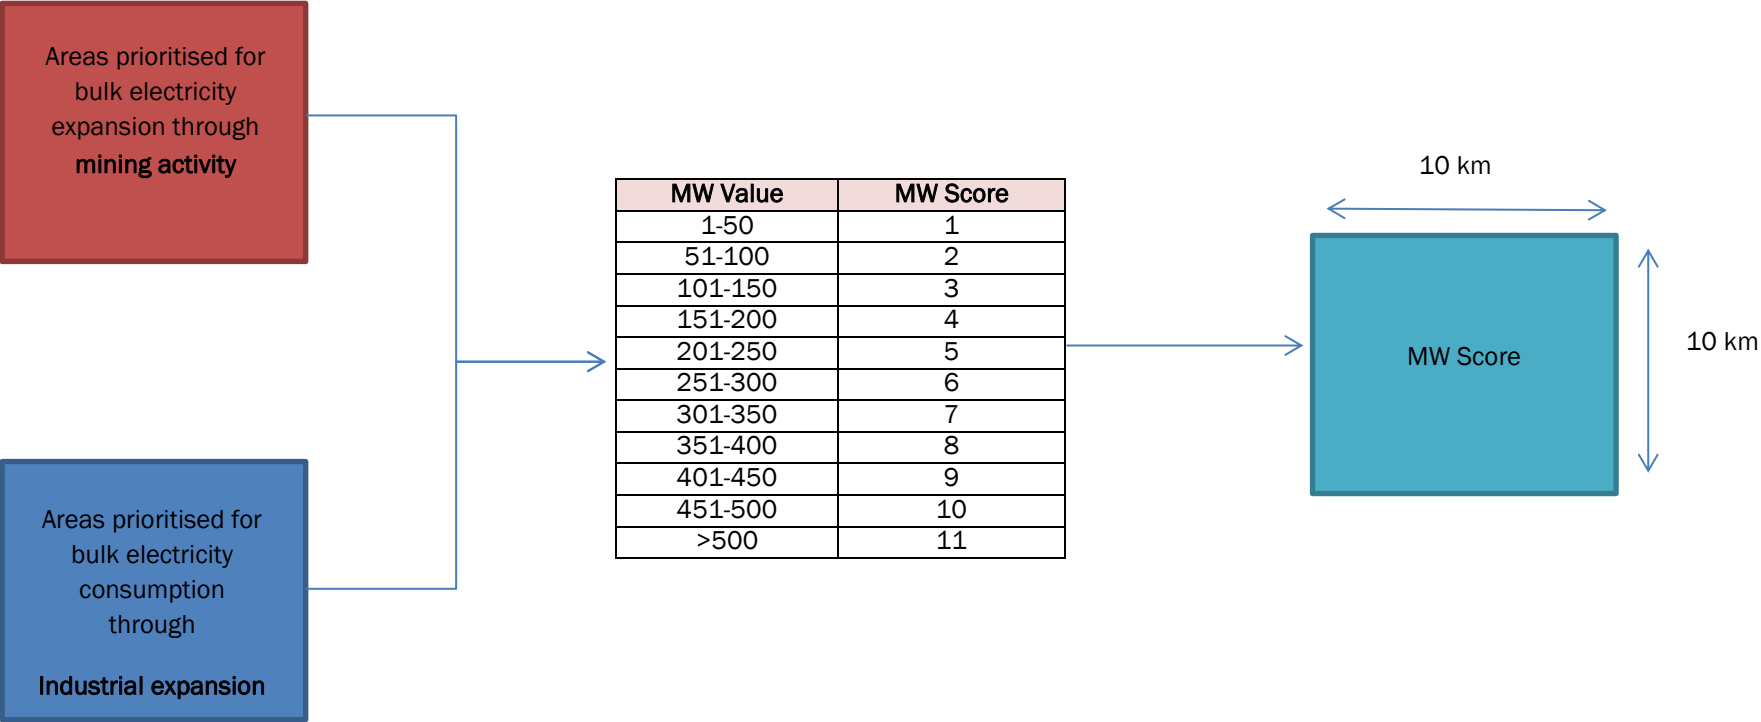 Areas prioritised for
bulk electricity
expansion through
mining activity
Areas prioritised for
bulk electricity
consumption
through
Industrial expansion
MW Value MW Score
1-50 1
51-100 2
101-150 3
151-200 4
201-250 5
251-300 6
301-350 7
351-400 8
401-450 9
451-500 10
>500 11
10 km
MW Score
10 km